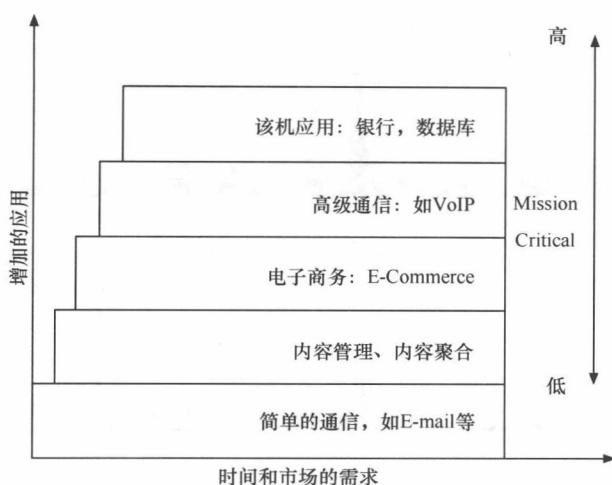 高
该机应用：银行，数据库
高级通信：如VoIP
Mission
Critical
电子商务：E-Commerce
内容管理、内容聚合
低
简单的通信，如E-mail等
增加的应用
时间和市场的需求